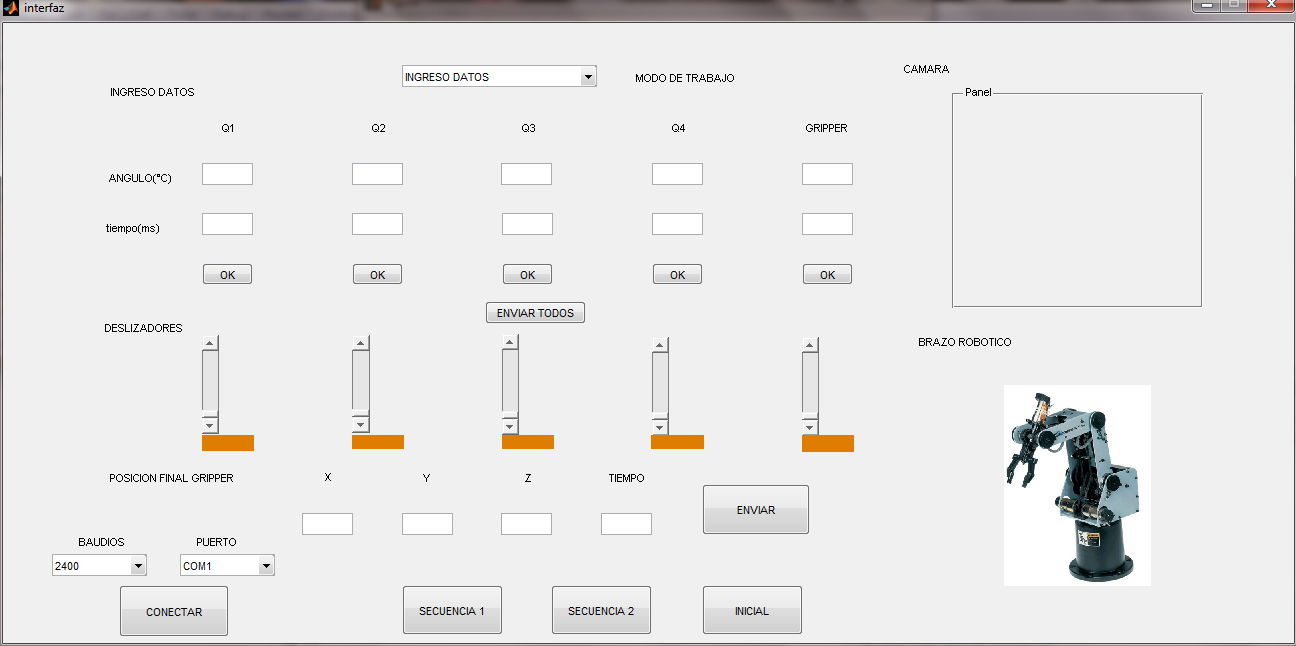 interfaz
INGRESO DATOS
MODO DE TRABAJO
CAMARA
INGRESO DATOS
Panel
Q1 Q2 Q3 Q4 GRIPPER
ANGULO(°C)
tiempo(ms)
OK OK OK OK OK
ENVIAR TODOS
DESLIZADORES
BRAZO ROBOTICO
POSICION FINAL GRIPPER X Y Z TIEMPO
ENVIAR
BAUDIOS PUERTO
2400 COM1
CONECTAR SECUENCIA 1 SECUENCIA 2 INICIAL